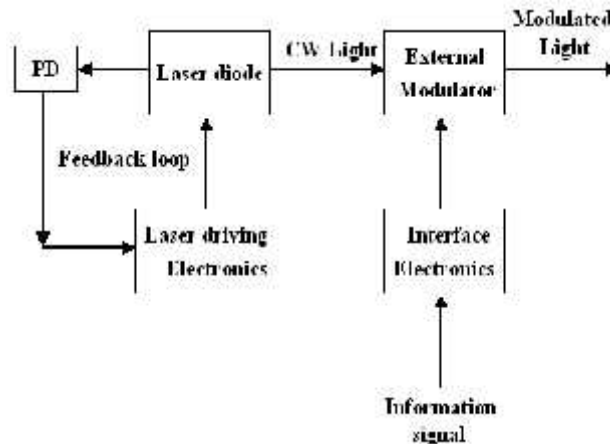 Modulated
Light
CW Light
PD
Laser diode
External
Modulator
Feedback loop
Laser driving
Electronics
Interface
Electronics
Information
signal